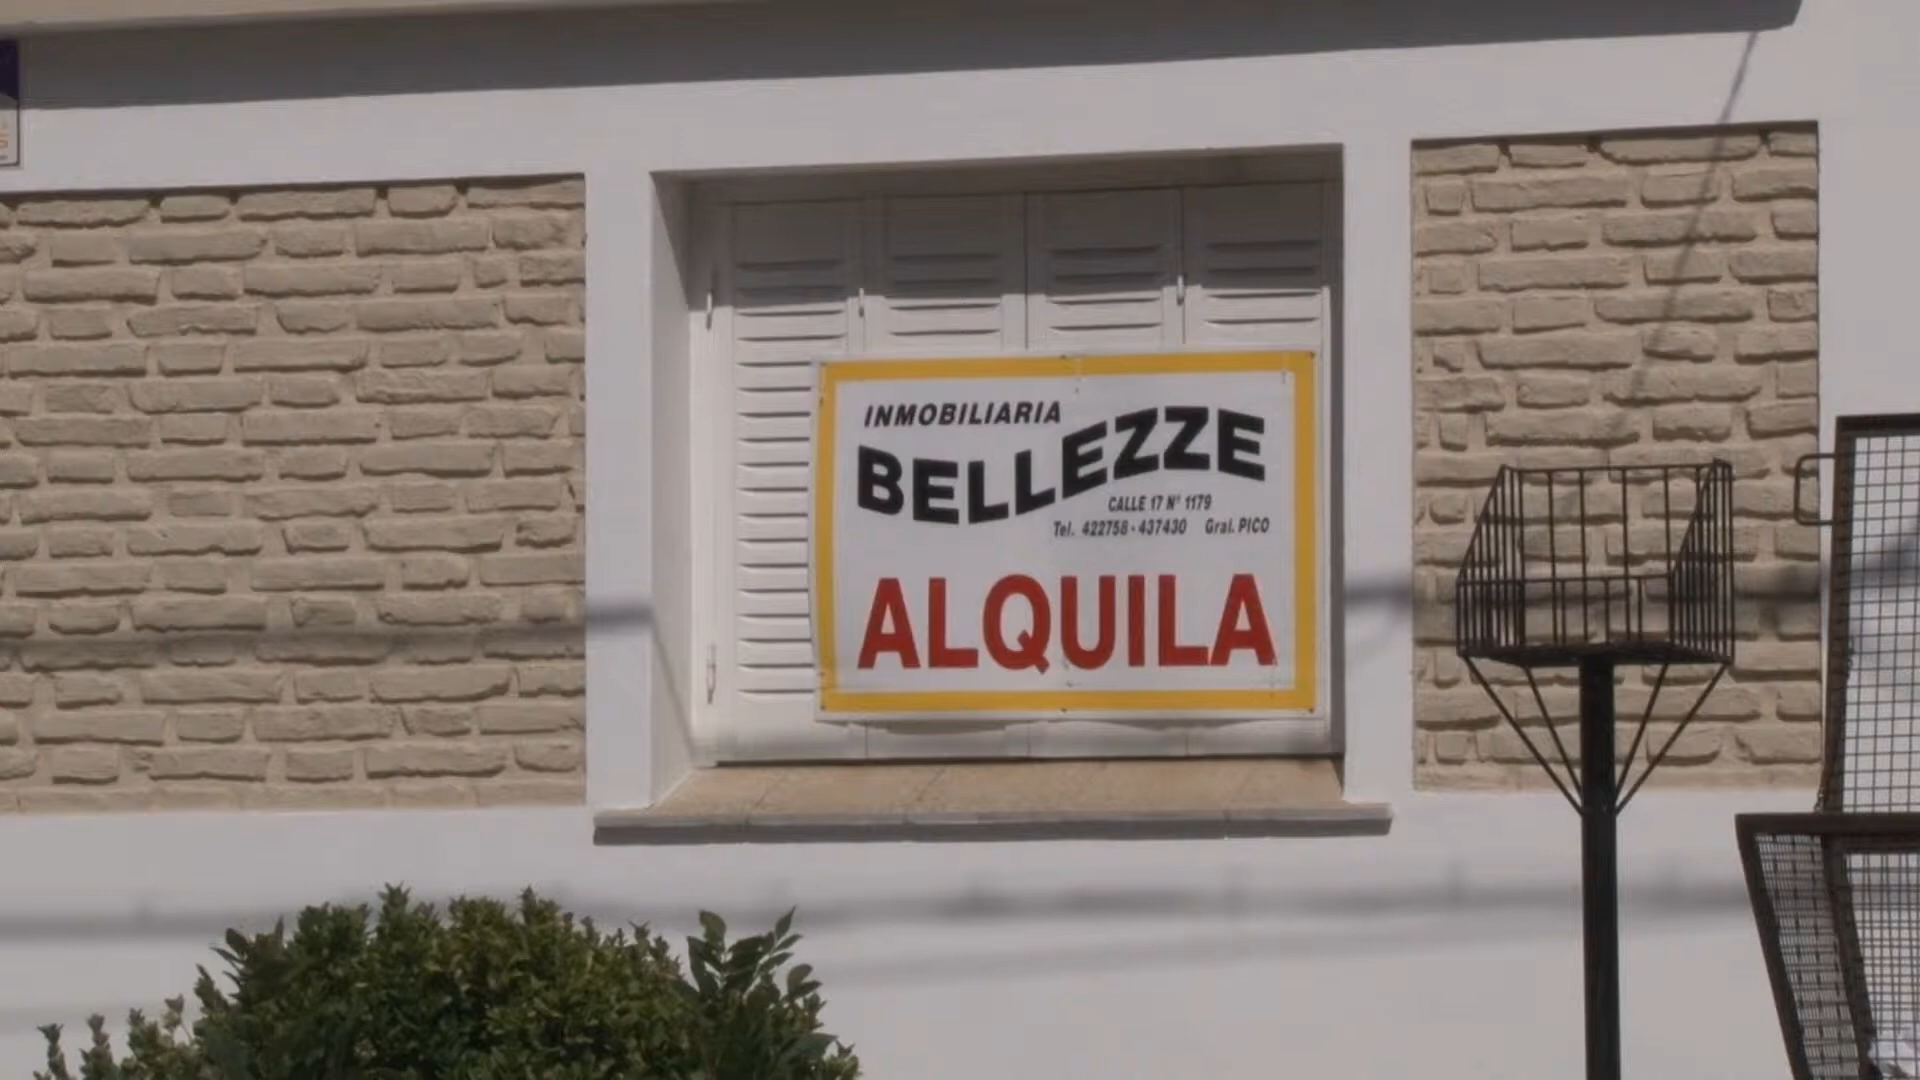 INMOBILIARIA
BELLEZZE
CALLE 17 Nº 1179
Tel. 422758 - 437430 Gral. PICO
ALQUILA